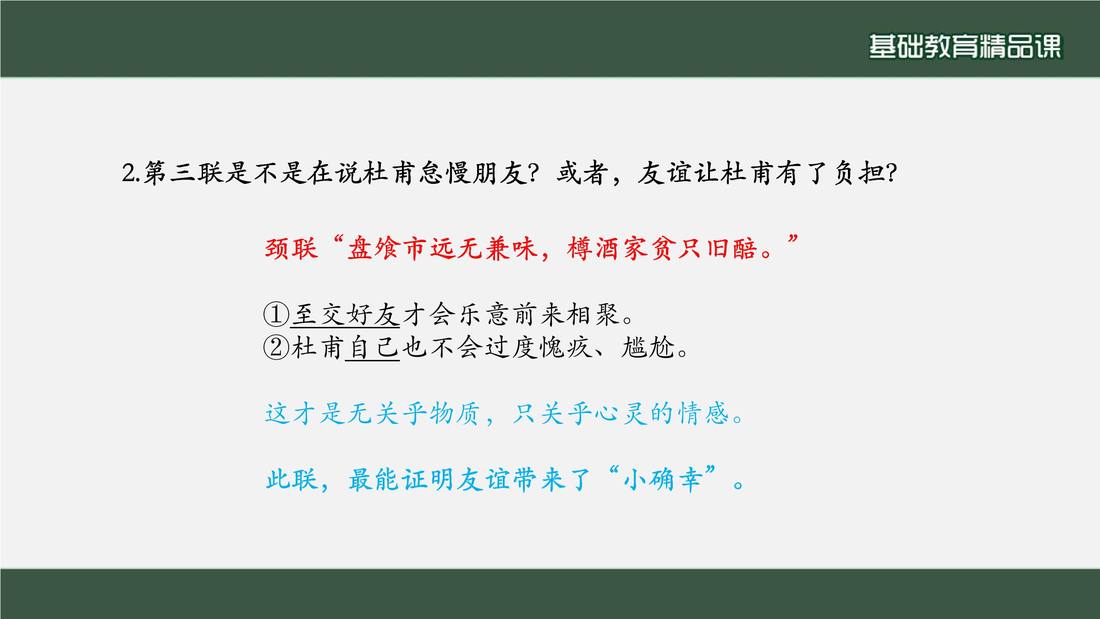 基础教育精品课
2.第三联是不是在说杜甫怠慢朋友？或者，友谊让杜甫有了负担？
颈联“盘飧市远无兼味，樽酒家贫只旧醅。”
①至交好友才会乐意前来相聚。
②杜甫自己也不会过度愧疚、尴尬。
这才是无关乎物质，只关乎心灵的情感。
此联，最能证明友谊带来了“小确幸”。